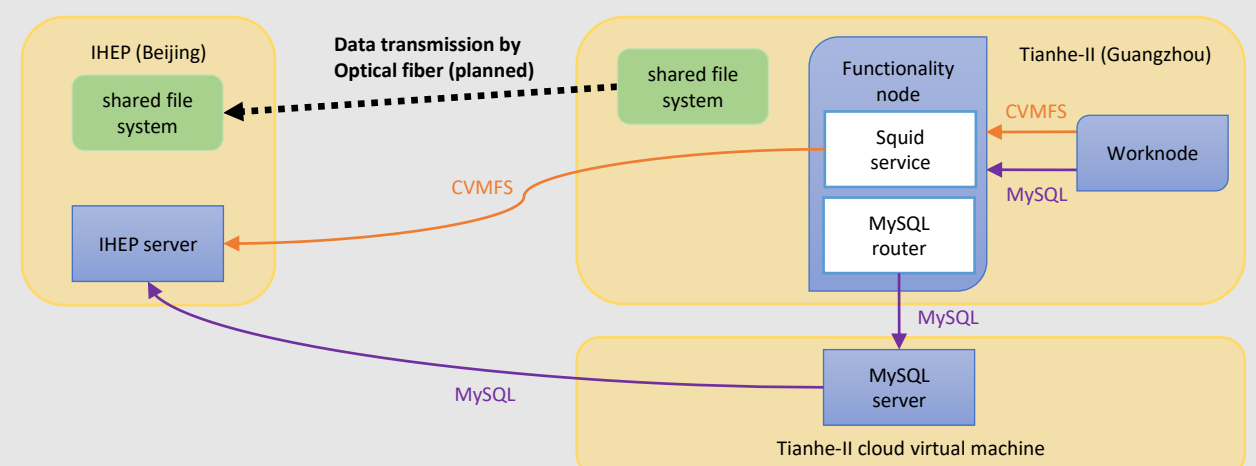 IHEP (Beijing)
shared file
system
IHEP server
Data transmission by
Optical fiber (planned)
CVMFS
MySQL
shared file
system
Functionality
node
Squid
service
MySQL
router
Tianhe-II (Guangzhou)
CVMFS
MySQL
Worknode
MySQL
MySQL
server
Tianhe-II cloud virtual machine